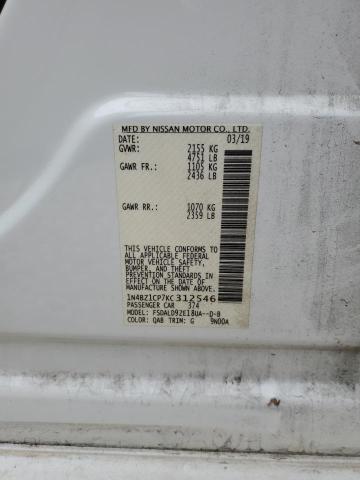 MFD BY NISSAN MOTOR CO., LTD.
DATE: 03/19
GVWR: 2155 KG
4751 LB
GAWR FR.: 1105 KG
2436 LB
GAWR RR.: 1070 KG
2359 LB
THIS VEHICLE CONFORMS TO
ALL APPLICABLE FEDERAL
MOTOR VEHICLE SAFETY,
BUMPER, AND THEFT
PREVENTION STANDARDS IN
EFFECT ON THE DATE OF
MANUFACTURE SHOWN ABOVE.
1N4BZ1CP7KC312546
PASSENGER CAR 374
MODEL: FSDALD92E18UA--D-B
COLOR: QAB TRIM: G 9N00A